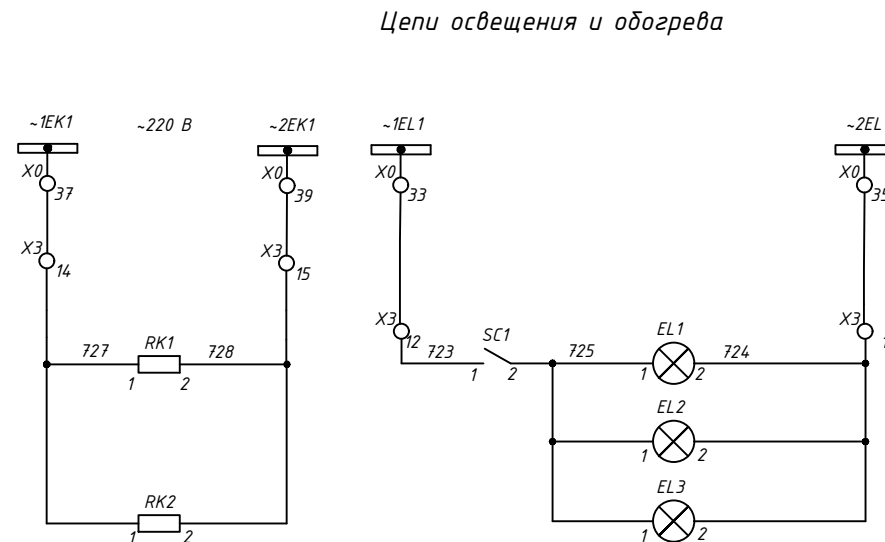 Цепи освещения и обогрева
~1EK1 ~220 В ~2EK1 ~1EL1 ~2EL
X0 X0 X0 X0
37 39 33 35
X3 X3
14 15
X3 X3
12 1
727 RK1 728 723 SC1 725 EL1 724
1 2 1 2 1 2
EL2
1 2
RK2 EL3
1 2 1 2